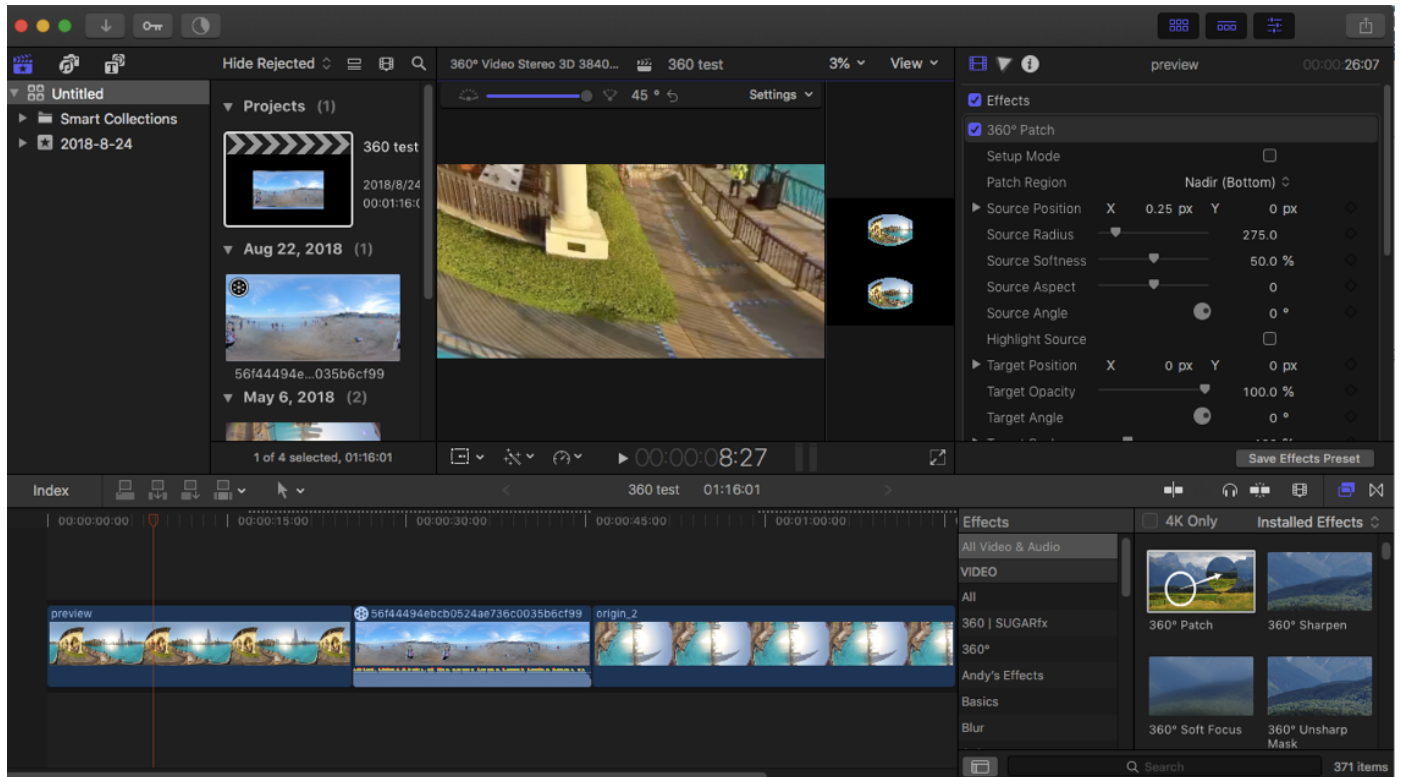 Hide Rejected
Untitled
Smart Collections
2018-8-24
Projects (1)
360 test
2018/8/24
00:01:16:0
Aug 22, 2018 (1)
56f44494e...035b6cf99
May 6, 2018 (2)
1 of 4 selected, 01:16:01
360° Video Stereo 3D 3840... 360 test 3% View
45 ° Settings
00:00:08:27
preview 00:00:26:07
Effects
360° Patch
Setup Mode
Patch Region Nadir (Bottom)
Source Position X 0.25 px Y 0 px
Source Radius 275.0
Source Softness 50.0 %
Source Aspect 0
Source Angle 0 °
Highlight Source
Target Position X 0 px Y 0 px
Target Opacity 100.0 %
Target Angle 0 °
Save Effects Preset
Index 360 test 01:16:01
00:00:00:00 00:00:15:00 00:00:30:00 00:00:45:00 00:01:00:00
preview 56f44494ebcb0524ae736c0035b6cf99 origin_2
Effects 4K Only Installed Effects
All Video & Audio
VIDEO
All
360 | SUGARfx
360°
Andy's Effects
Basics
Blur
360° Patch 360° Sharpen
360° Soft Focus 360° Unsharp
Mask
Search 371 items